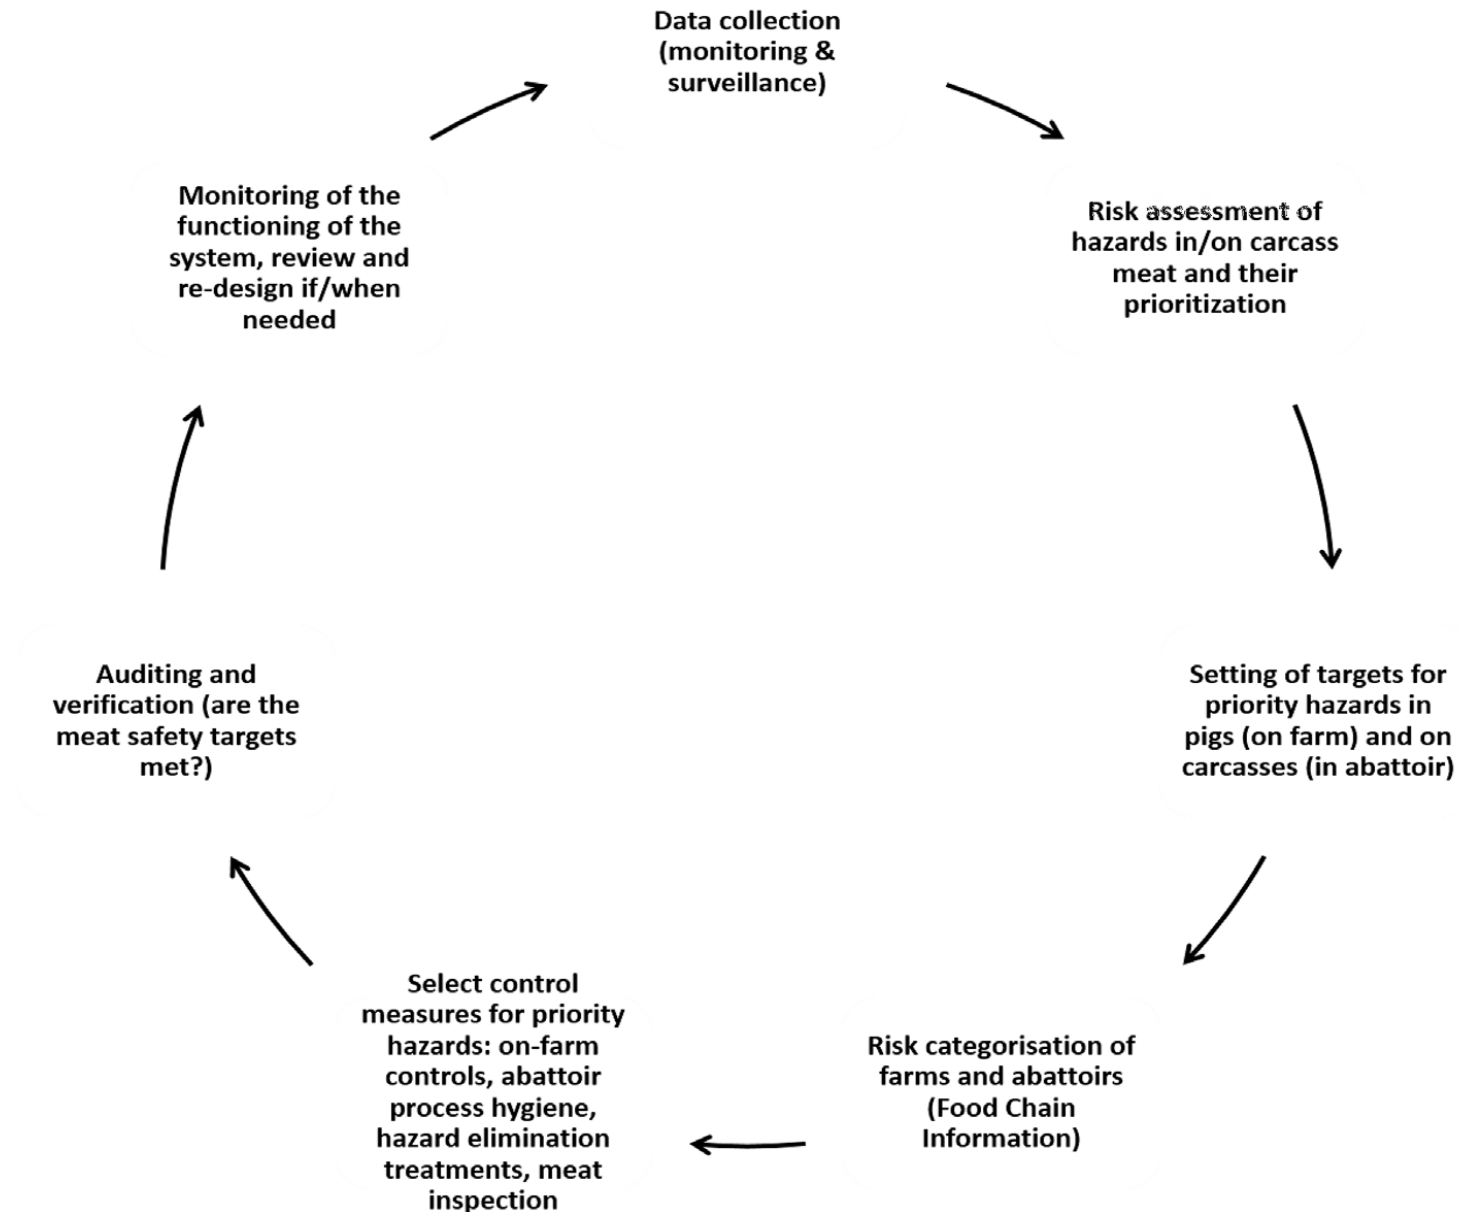 Data collection
(monitoring &
surveillance)
Risk assessment of
hazards in/on carcass
meat and their
prioritization
Setting of targets for
priority hazards in
pigs (on farm) and on
carcasses (in abattoir)
Risk categorisation of
farms and abattoirs
(Food Chain
Information)
Select control
measures for priority
hazards: on-farm
controls, abattoir
process hygiene,
hazard elimination
treatments, meat
inspection
Auditing and
verification (are the
meat safety targets
met?)
Monitoring of the
functioning of the
system, review and
re-design if/when
needed